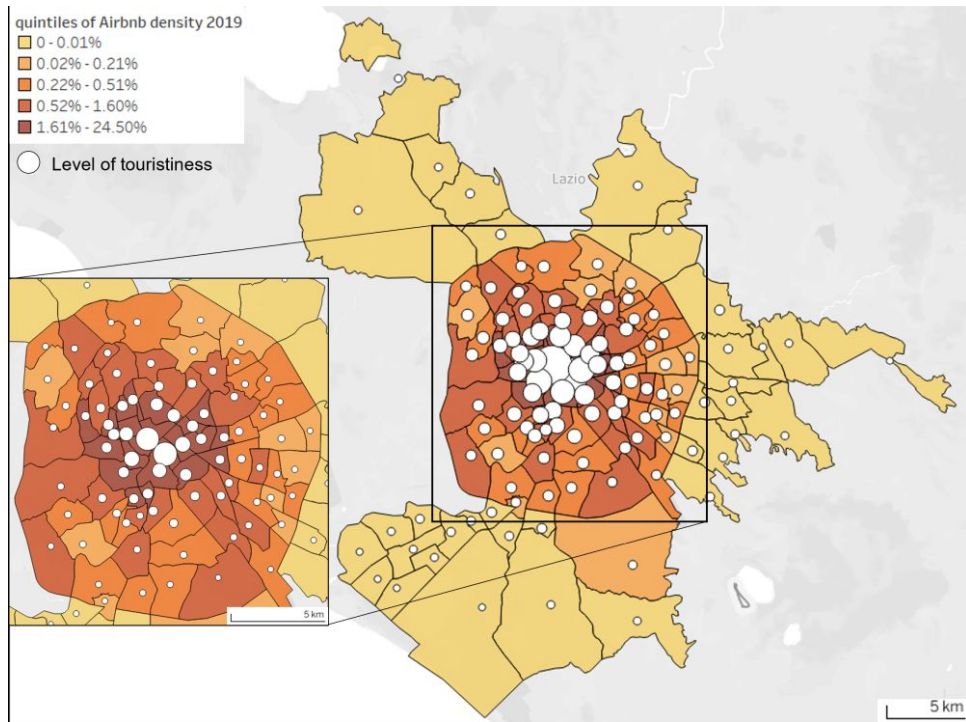 quintiles of Airbnb density 2019
0 - 0.01%
0.02% - 0.21%
0.22% - 0.51%
0.52% - 1.60%
1.61% - 24.50%
Level of touristiness
Lazio
5 km
5 km